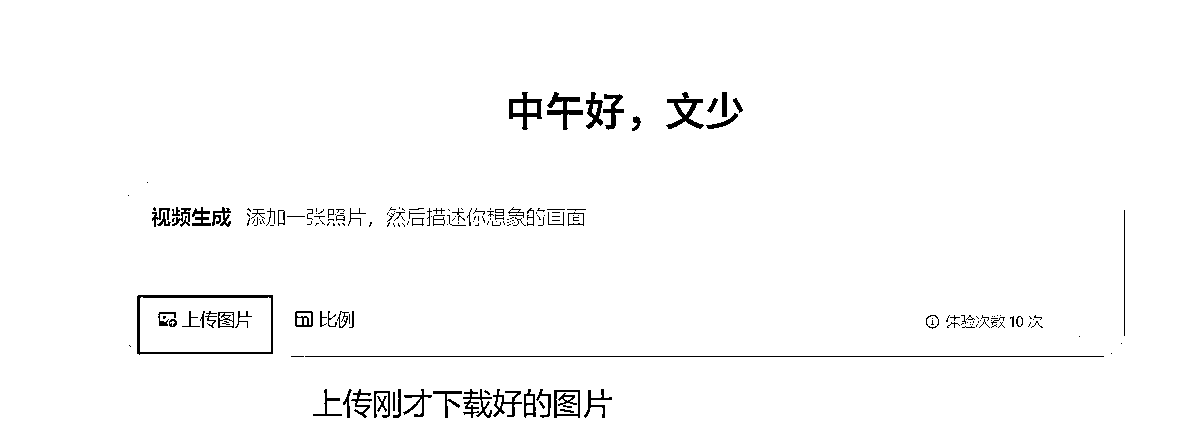 中午好，文少
视频生成 添加一张照片，然后描述你想象的画面
上传图片 比例 体验次数 10 次
上传刚才下载好的图片